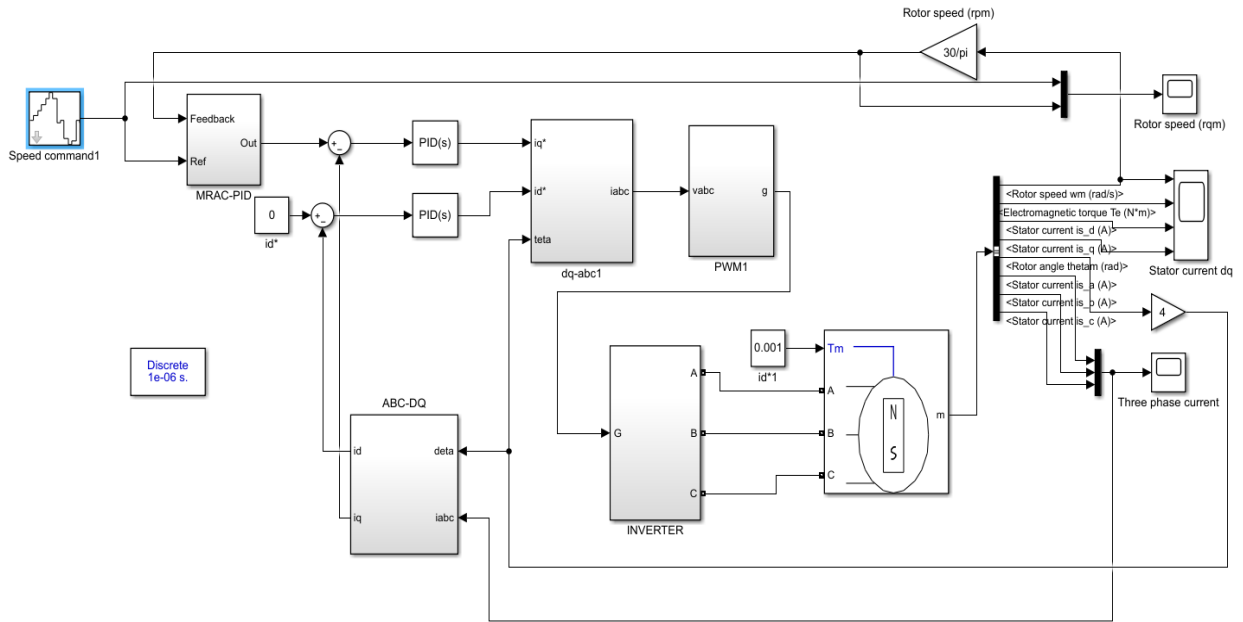 Rotor speed (rpm)
30/pi
Speed command1
Feedback
Ref
Out
MRAC-PID
+
_
PID(s)
0
id*
+
_
PID(s)
iq*
id*
teta
iabc
dq-abc1
vabc
g
PWM1
Rotor speed (rqm)
<Rotor speed wm (rad/s)>
<Electromagnetic torque Te (N*m)>
<Stator current is_d (A)>
<Stator current is_q (A)>
<Rotor angle thetam (rad)>
<Stator current is_a (A)>
<Stator current is_b (A)>
<Stator current is_c (A)>
Stator current dq
4
Three phase current
Discrete
1e-06 s.
ABC-DQ
id
iq
deta
iabc
G
A
B
C
INVERTER
0.001
id*1
Tm
A
B
C
N
S
m